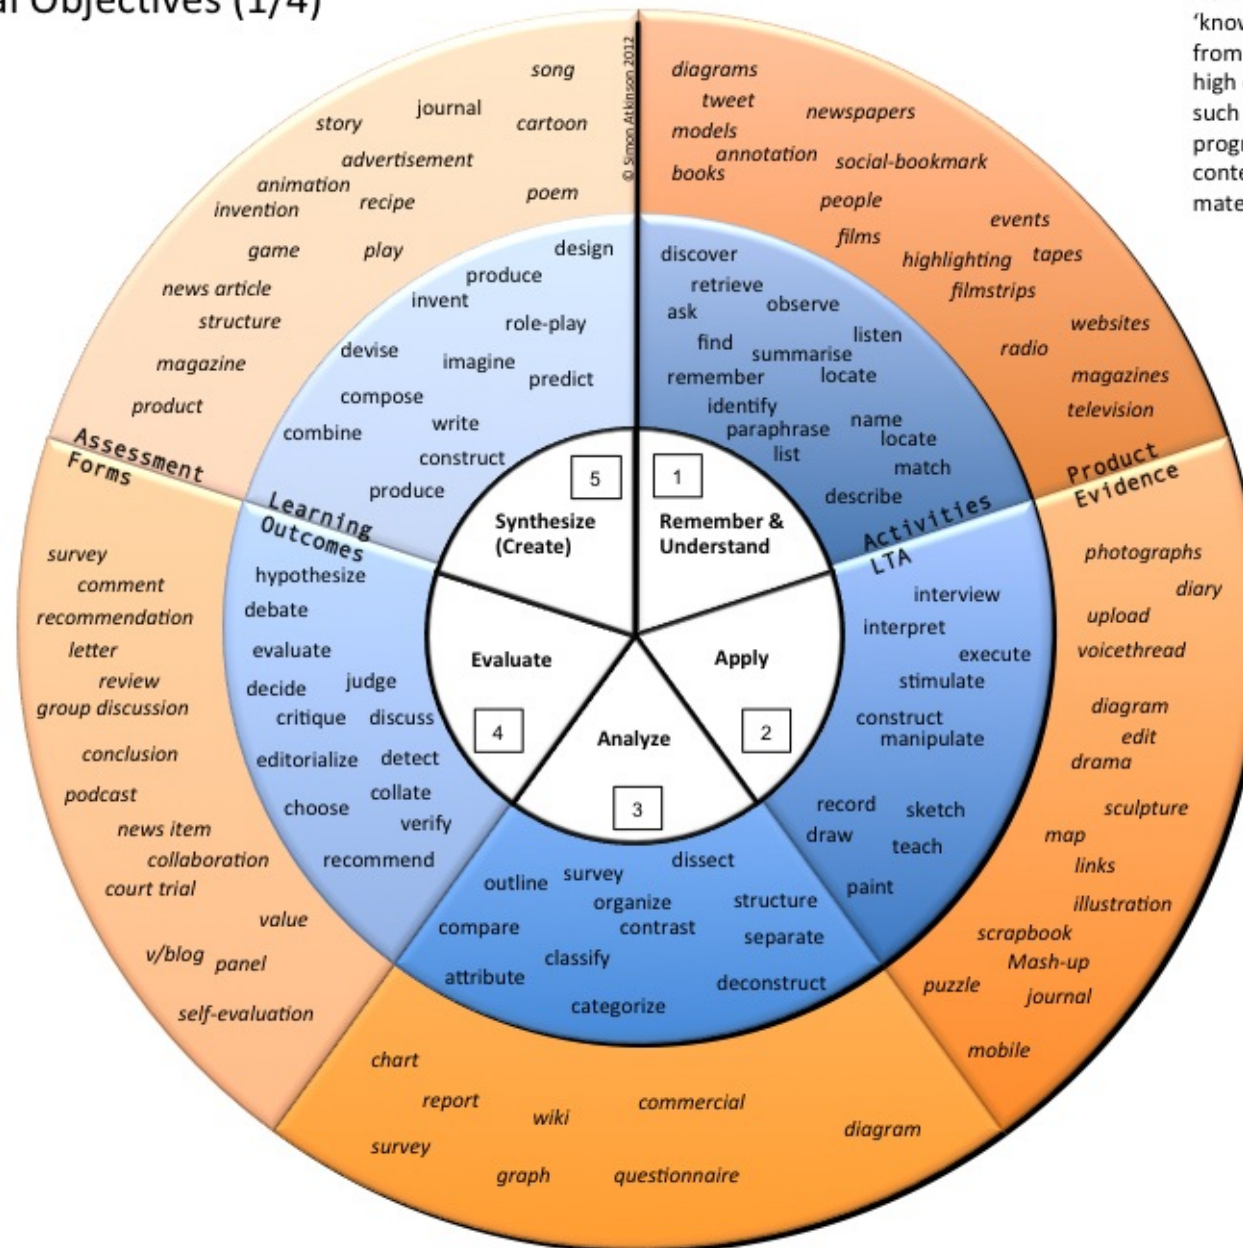 al Objectives (1/4)
'know
from
high
such
progr
conte
mate
© Simon Atkinson 2012
song
journal
story
cartoon
advertisement
animation
recipe
poem
invention
game
play
news article
structure
magazine
product
Assessment
Forms
diagrams
tweet
newspapers
models
annotation
social-bookmark
books
people
events
films
highlighting
tapes
filmstrips
websites
radio
magazines
television
Product
Evidence
design
produce
invent
role-play
devise
imagine
predict
compose
write
combine
construct
produce
Learning
Outcomes
discover
retrieve
observe
ask
listen
find
summarise
remember
locate
identify
name
paraphrase
locate
list
match
describe
Activities
LTA
5
Synthesize
(Create)
1
Remember &
Understand
Evaluate
4
Apply
2
Analyze
3
survey
comment
recommendation
letter
review
group discussion
conclusion
podcast
news item
collaboration
court trial
value
v/blog
panel
self-evaluation
hypothesize
debate
evaluate
decide
judge
critique
discuss
editorialize
detect
choose
collate
verify
recommend
interview
interpret
execute
stimulate
construct
manipulate
record
sketch
draw
teach
paint
photographs
diary
upload
voicethread
diagram
edit
drama
sculpture
map
links
illustration
scrapbook
Mash-up
puzzle
journal
mobile
dissect
outline
survey
organize
structure
compare
contrast
separate
classify
attribute
deconstruct
categorize
chart
report
wiki
commercial
diagram
survey
graph
questionnaire